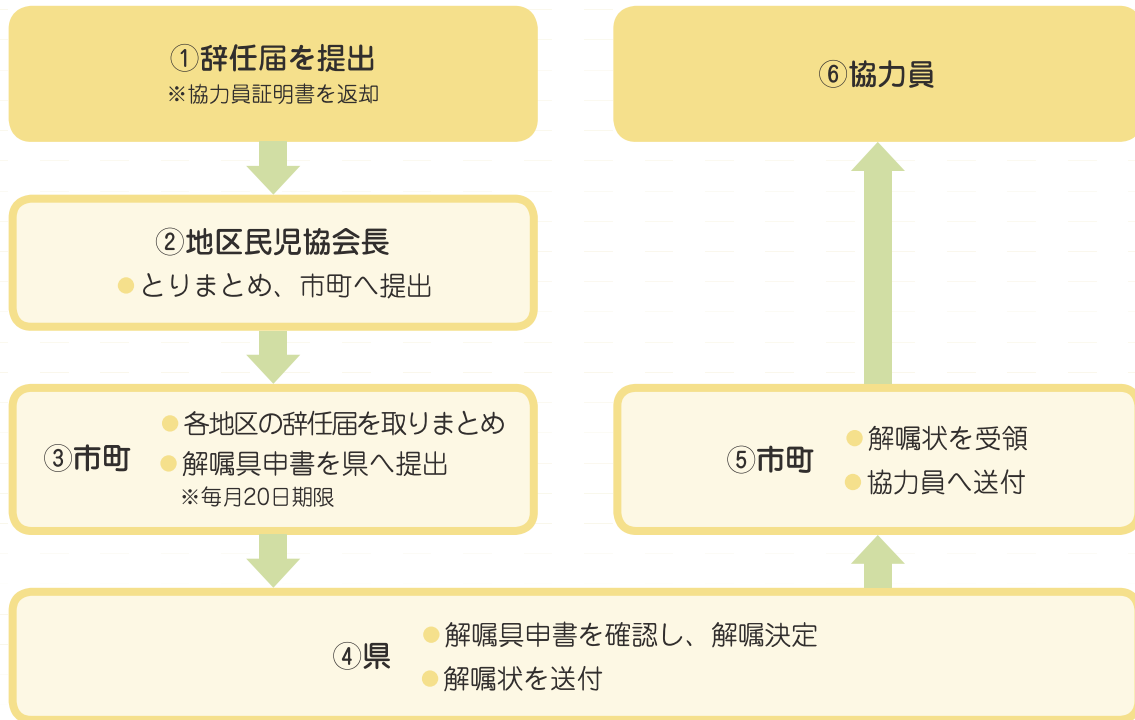 ①辞任届を提出
※協力員証明書を返却
②地区民児協会長
●とりまとめ、市町へ提出
③市町
●各地区の辞任届を取りまとめ
●解嘱具申書を県へ提出
※毎月20日期限
④県
●解嘱具申書を確認し、解嘱決定
●解嘱状を送付
⑤市町
●解嘱状を受領
●協力員へ送付
⑥協力員